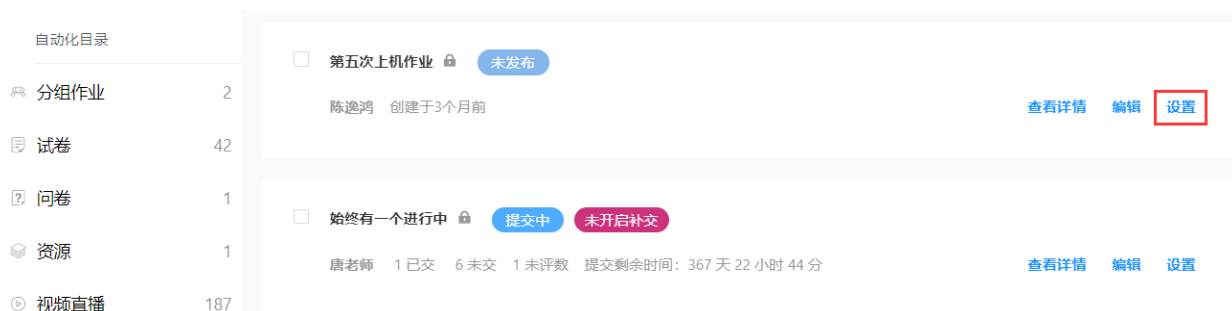 自动化目录
分组作业 2
试卷 42
问卷 1
资源 1
视频直播 187
第五次上机作业 未发布
陈逸鸿 创建于3个月前
查看详情 编辑 设置
始终有一个进行中 提交中 未开启补交
唐老师 1 已交 6 未交 1 未评数 提交剩余时间：367 天 22 小时 44 分
查看详情 编辑 设置